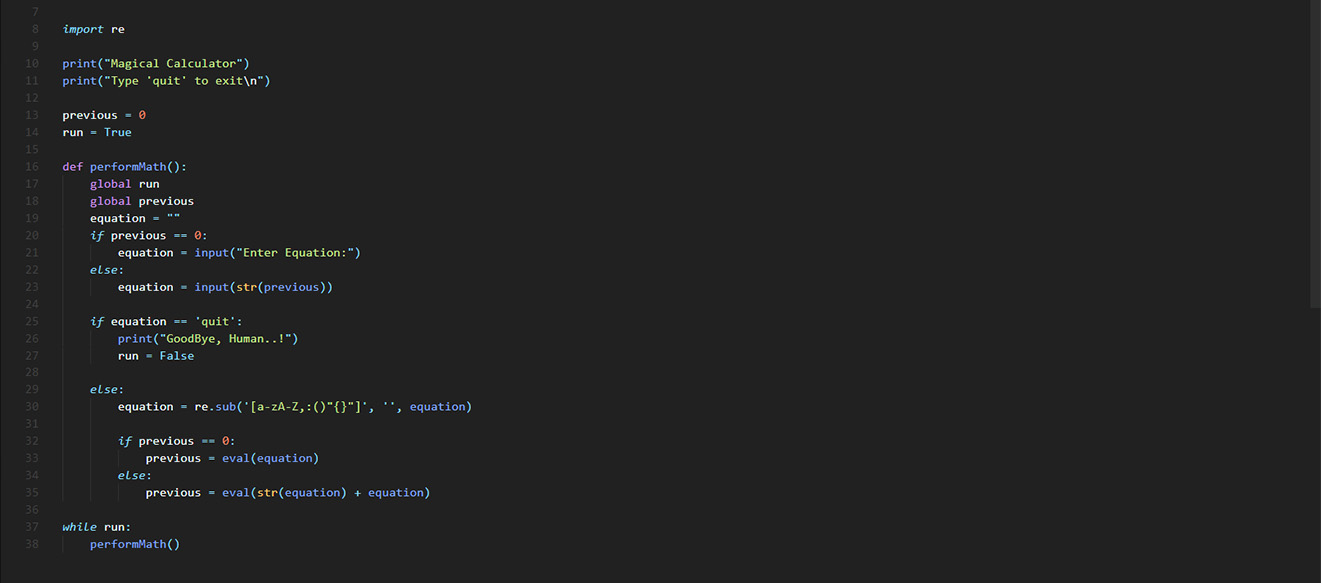 7
8 import re
9
10 print("Magical Calculator")
11 print("Type 'quit' to exit\n")
12
13 previous = 0
14 run = True
15
16 def performMath():
17     global run
18     global previous
19     equation = ""
20     if previous == 0:
21         equation = input("Enter Equation:")
22     else:
23         equation = input(str(previous))
24
25     if equation == 'quit':
26         print("GoodBye, Human..!")
27         run = False
28
29     else:
30         equation = re.sub('[a-zA-Z,:()"{}"]', '', equation)
31
32         if previous == 0:
33             previous = eval(equation)
34         else:
35             previous = eval(str(equation) + equation)
36
37 while run:
38     performMath()